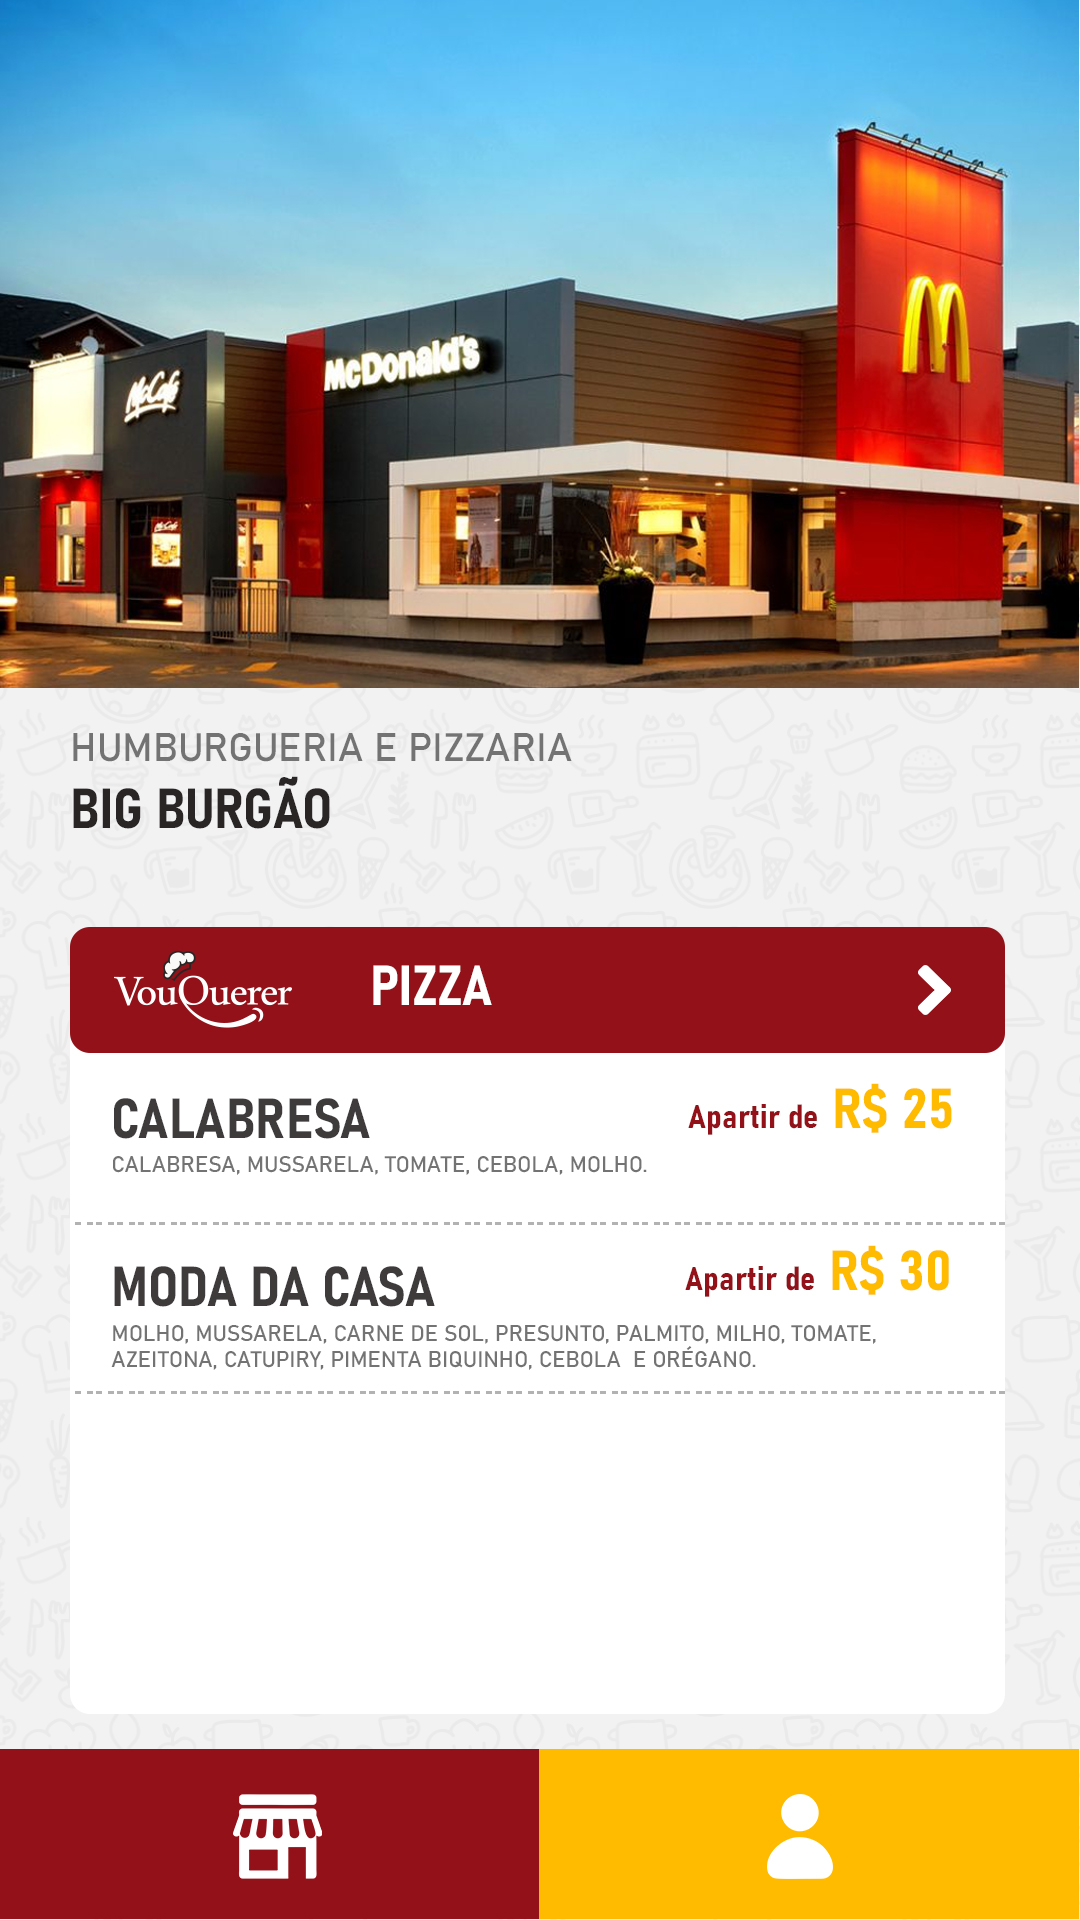 McCafé
McDonald's
McCafé
HUMBURGUERIA E PIZZARIA
BIG BURGÃO
VouQuerer
PIZZA
CALABRESA
Apartir de R$ 25
CALABRESA, MUSSARELA, TOMATE, CEBOLA, MOLHO.
MODA DA CASA
Apartir de R$ 30
MOLHO, MUSSARELA, CARNE DE SOL, PRESUNTO, PALMITO, MILHO, TOMATE,
AZEITONA, CATUPIRY, PIMENTA BIQUINHO, CEBOLA E ORÉGANO.